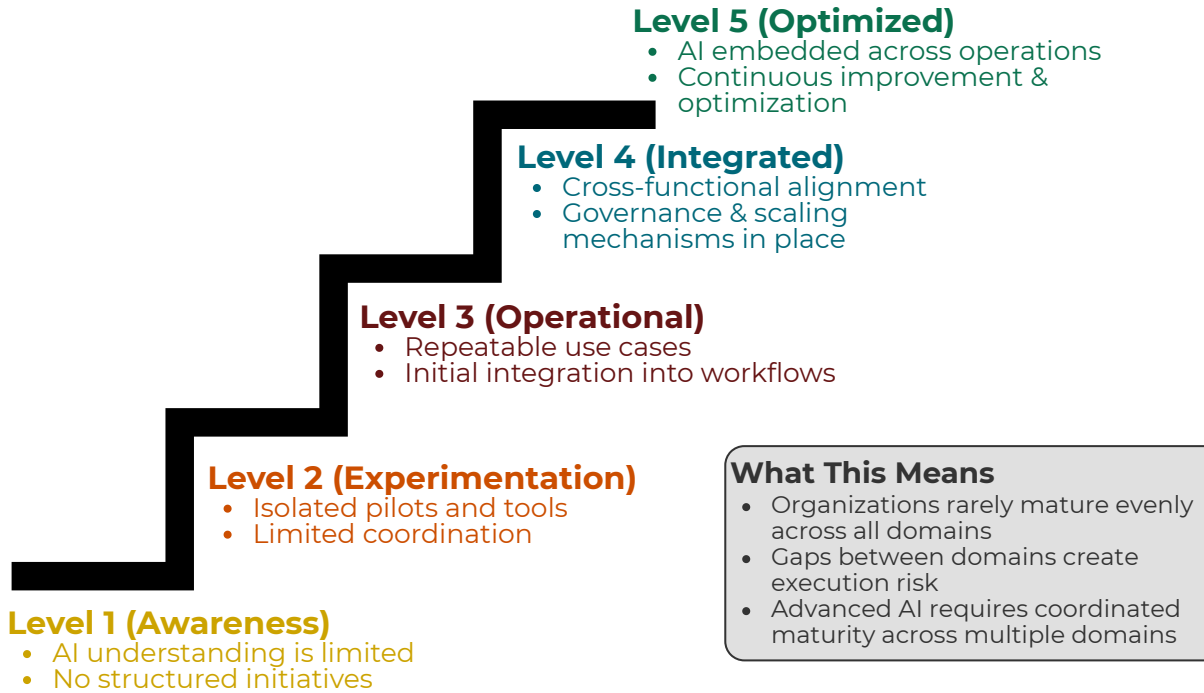 Level 5 (Optimized)
• AI embedded across operations
• Continuous improvement &
optimization
Level 4 (Integrated)
• Cross-functional alignment
• Governance & scaling
mechanisms in place
Level 3 (Operational)
• Repeatable use cases
• Initial integration into workflows
Level 2 (Experimentation)
• Isolated pilots and tools
• Limited coordination
Level 1 (Awareness)
• AI understanding is limited
• No structured initiatives
What This Means
• Organizations rarely mature evenly
across all domains
• Gaps between domains create
execution risk
• Advanced AI requires coordinated
maturity across multiple domains